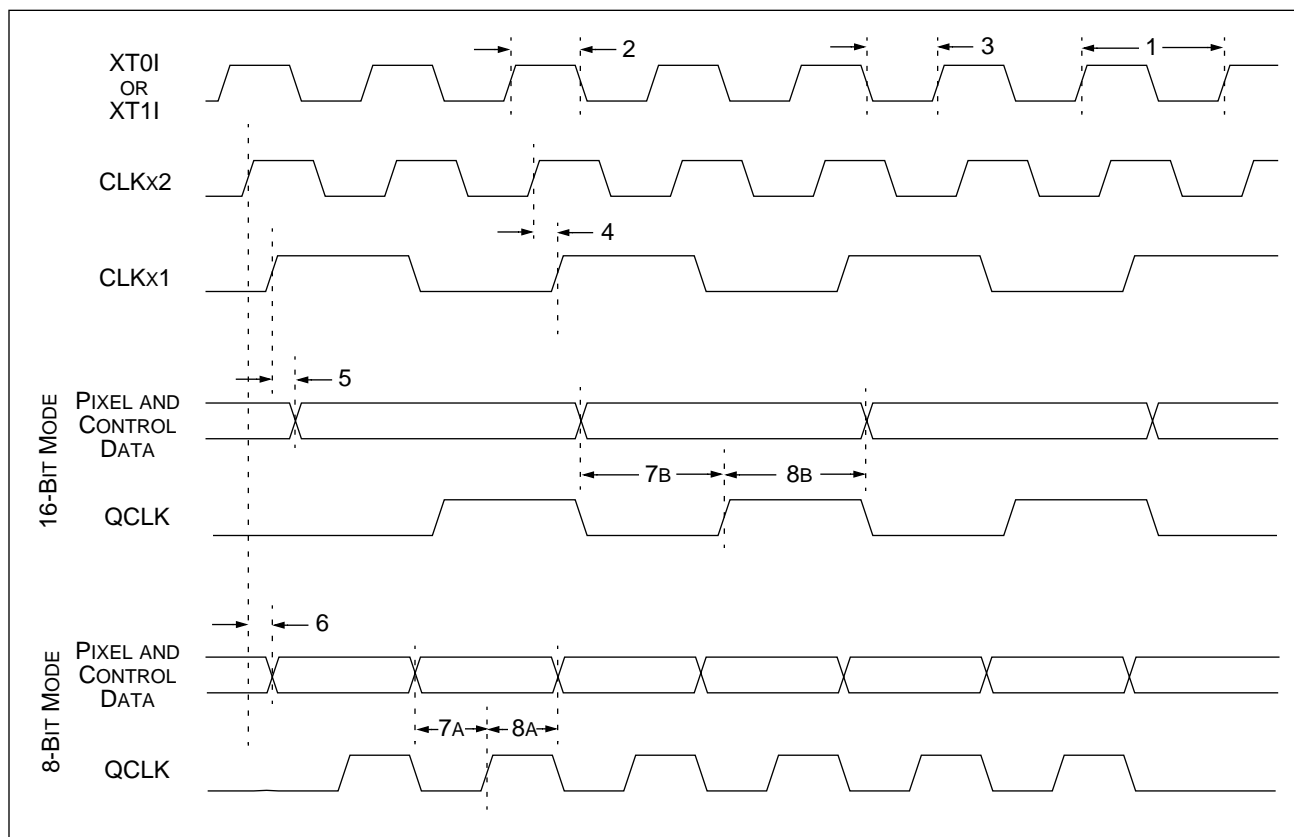 XT0I
OR
XT1I
2
3
1
CLKX2
CLKX1
4
16-BIT MODE
PIXEL AND
CONTROL
DATA
5
7B
8B
QCLK
8-BIT MODE
PIXEL AND
CONTROL
DATA
6
7A
8A
QCLK